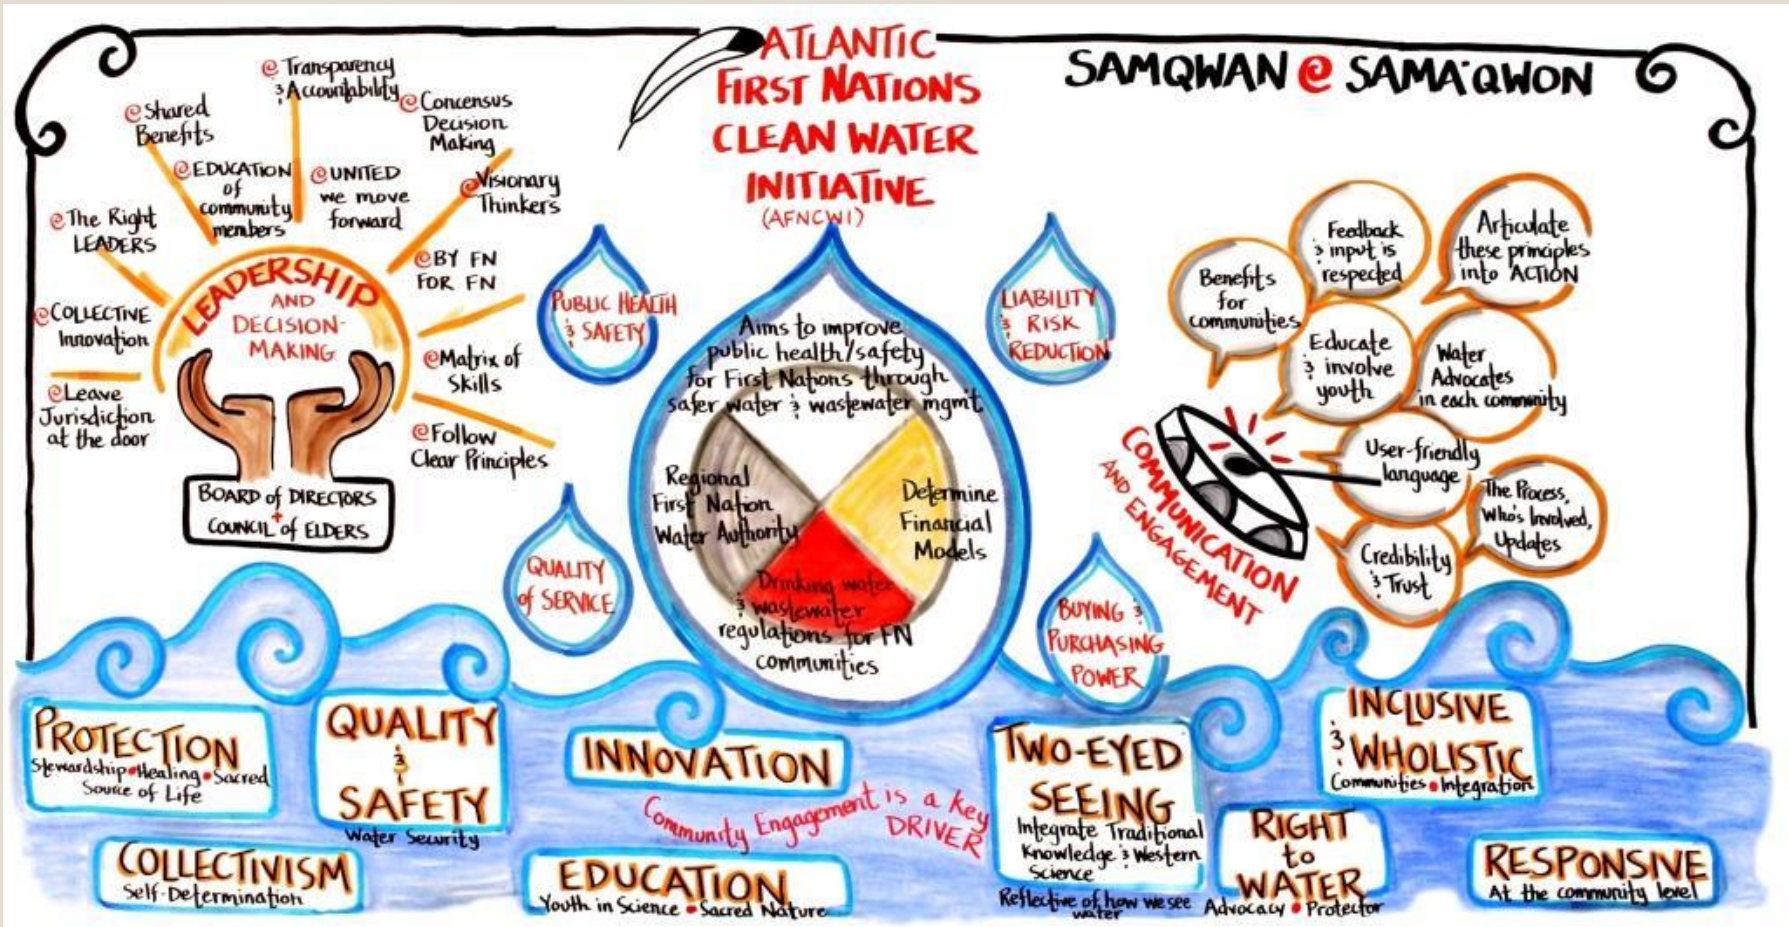 ATLANTIC
FIRST NATIONS
CLEAN WATER
INITIATIVE
(AFNCWI)
SAMQWAN @ SAMA'QWON
@ Transparency
& Accountability
@ Shared
Benefits
@ Concensus
Decision
Making
@ EDUCATION
of
community
members
@ UNITED
we move
forward
@ Visionary
Thinkers
@ The Right
LEADERS
@ BY FN
FOR FN
@ COLLECTIVE
Innovation
@ Matrix of
Skills
@ Leave
Jurisdiction
at the door
@ Follow
Clear Principles
LEADERSHIP
AND
DECISION-
MAKING
BOARD of DIRECTORS
+
COUNCIL of ELDERS
PUBLIC HEALTH
& SAFETY
LIABILITY
& RISK
REDUCTION
QUALITY
of SERVICE
BUYING &
PURCHASING
POWER
Aims to improve
public health/safety
for First Nations through
safer water & wastewater mgmt
Regional
First Nation
Water Authority
Determine
Financial
Models
Drinking water
& wastewater
regulations for FN
communities
COMMUNICATION
AND ENGAGEMENT
Benefits
for
communities
Feedback
& input is
respected
Articulate
these principles
into ACTION
Educate
& involve
youth
Water
Advocates
in each community
User-friendly
language
The Process,
Who's Involved,
Updates
Credibility
& Trust
PROTECTION
Stewardship • Healing • Sacred
Source of Life
QUALITY
&
SAFETY
Water Security
INNOVATION
Community Engagement is a key
DRIVER
TWO-EYED
SEEING
Integrate Traditional
Knowledge & Western
Science
Reflective of how we see
water
INCLUSIVE
& WHOLISTIC
Communities • Integration
COLLECTIVISM
Self-Determination
EDUCATION
Youth in Science • Sacred Nature
RIGHT
to
WATER
Advocacy • Protector
RESPONSIVE
At the community level